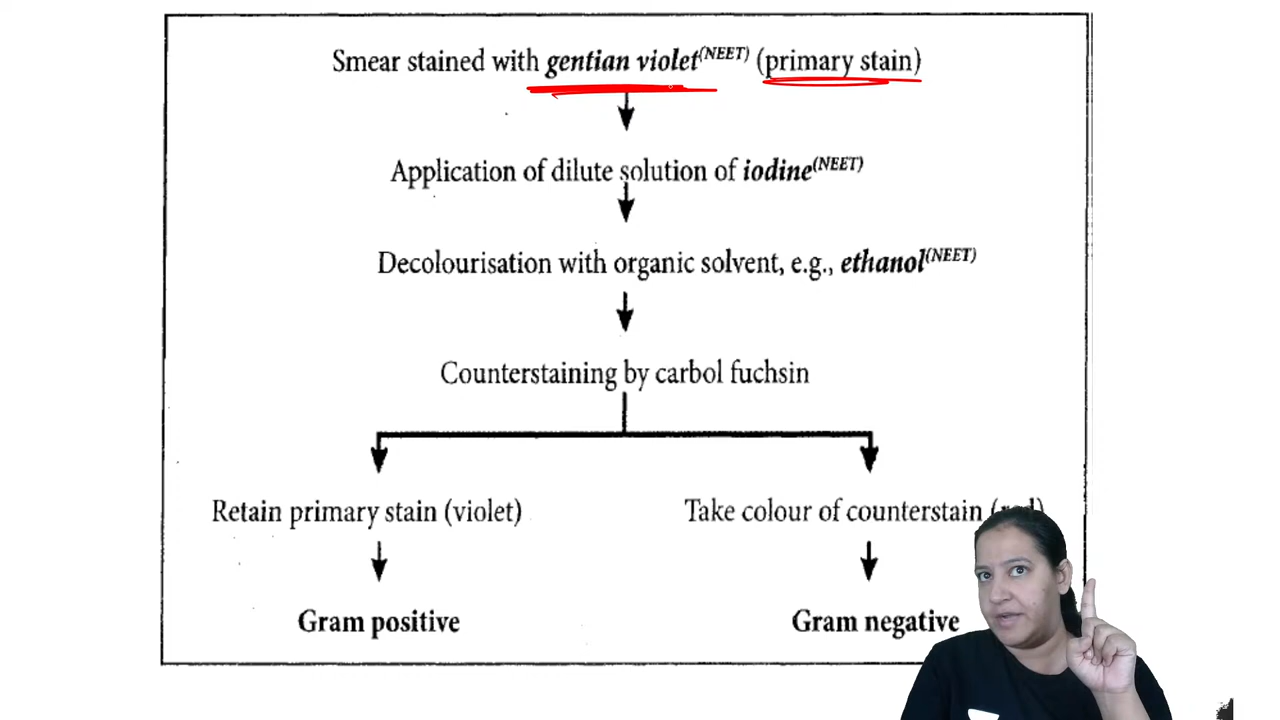 Smear stained with gentian violet(NEET) (primary stain)
Application of dilute solution of iodine(NEET)
Decolourisation with organic solvent, e.g., ethanol(NEET)
Counterstaining by carbol fuchsin
Retain primary stain (violet)
Take colour of counterstain
Gram positive
Gram negative